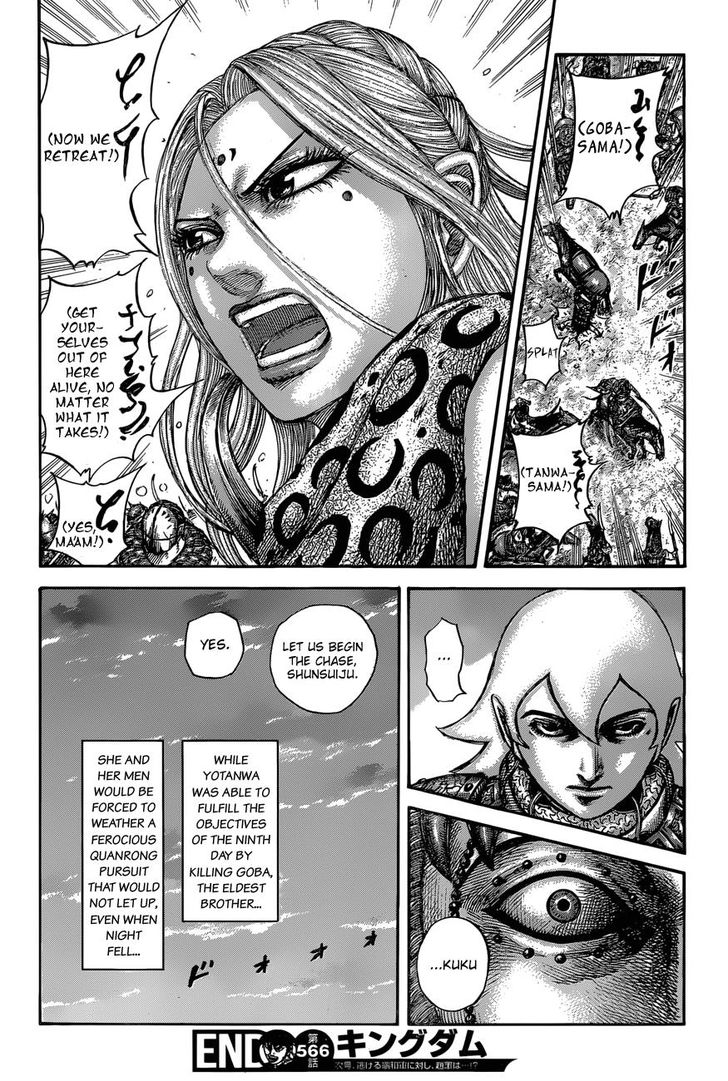 (GOBA-
SAMA!)
SPLAT
(TANWA-
SAMA!)
(NOW WE
RETREAT!)
(GET
YOUR-
SELVES
OUT OF
HERE
ALIVE, NO
MATTER
WHAT IT
TAKES!)
(YES,
MA'AM!)
...
...KUKU
LET US BEGIN
THE CHASE,
SHUNSUIJU.
YES.
WHILE
YOTANWA
WAS ABLE TO
FULFILL THE
OBJECTIVES
OF THE NINTH
DAY BY
KILLING GOBA,
THE ELDEST
BROTHER...
SHE AND
HER MEN
WOULD BE
FORCED TO
WEATHER A
FEROCIOUS
QUANRONG
PURSUIT
THAT WOULD
NOT LET UP,
EVEN WHEN
NIGHT
FELL...
ドォォォ
END 第566話 キングダム